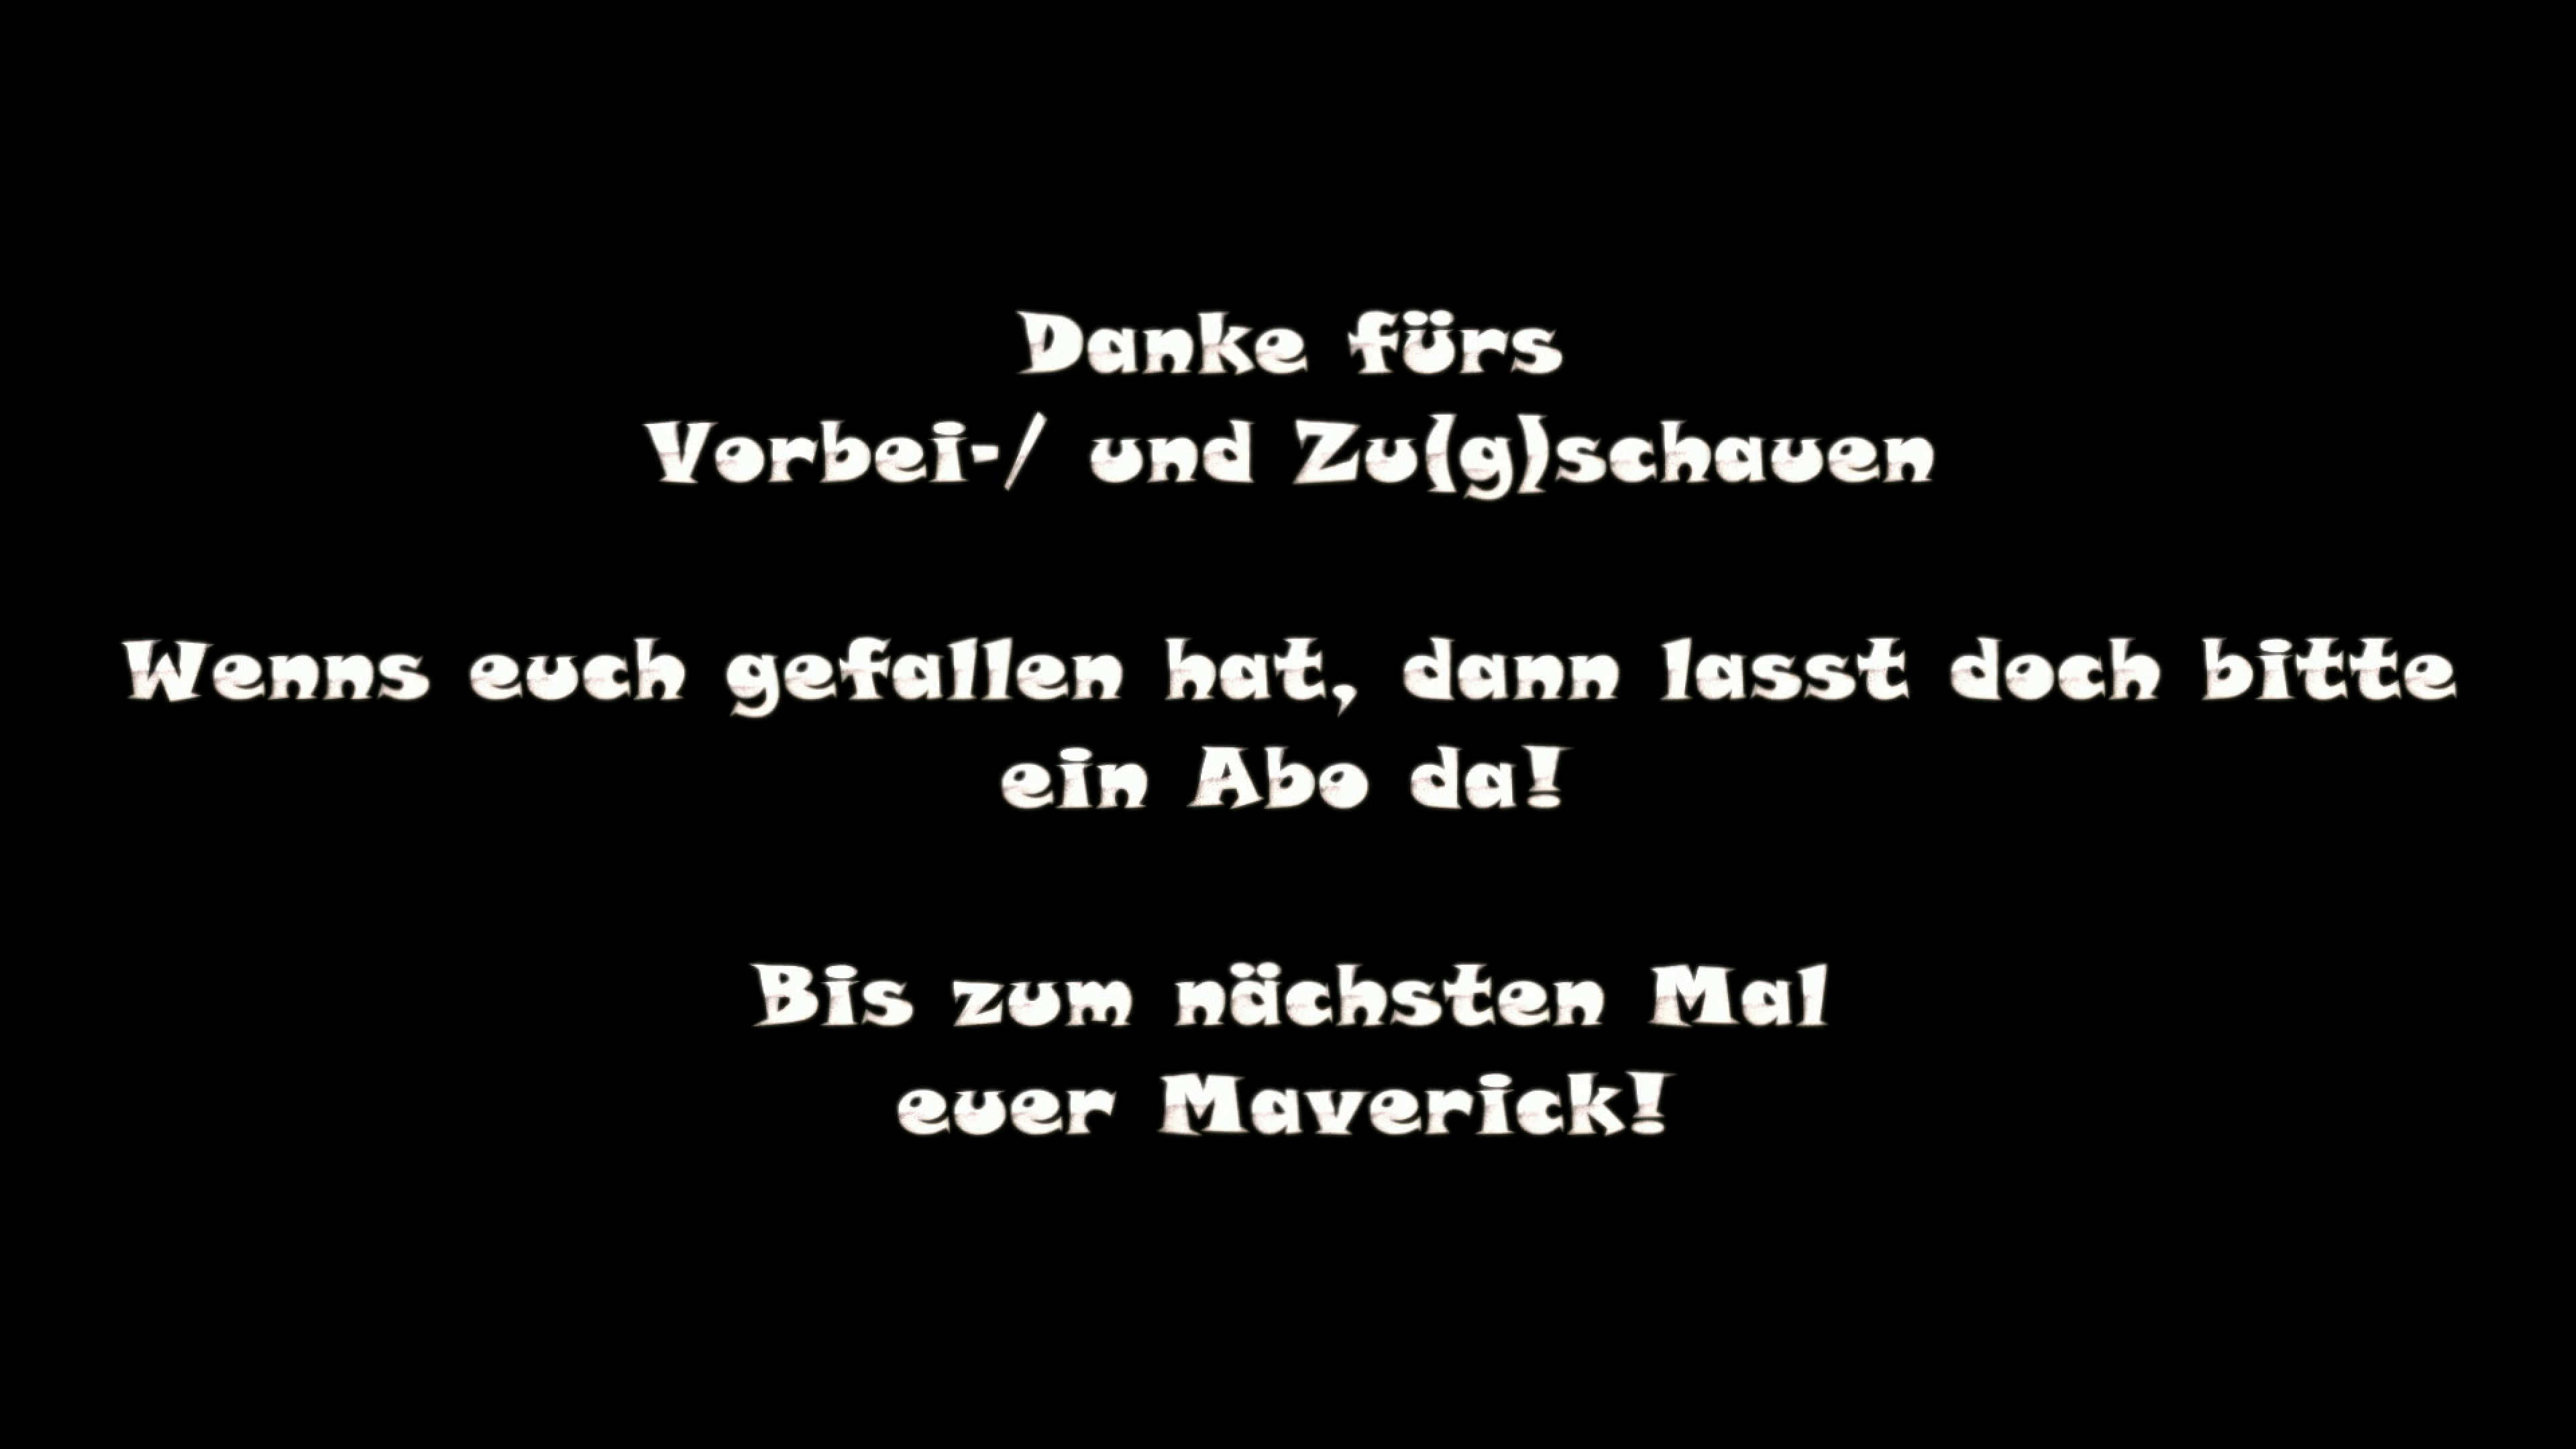 Danke fürs
Vorbei-/ und Zu(g)schauen
Wenns euch gefallen hat, dann lasst doch bitte
ein Abo da!
Bis zum nächsten Mal
euer Maverick!